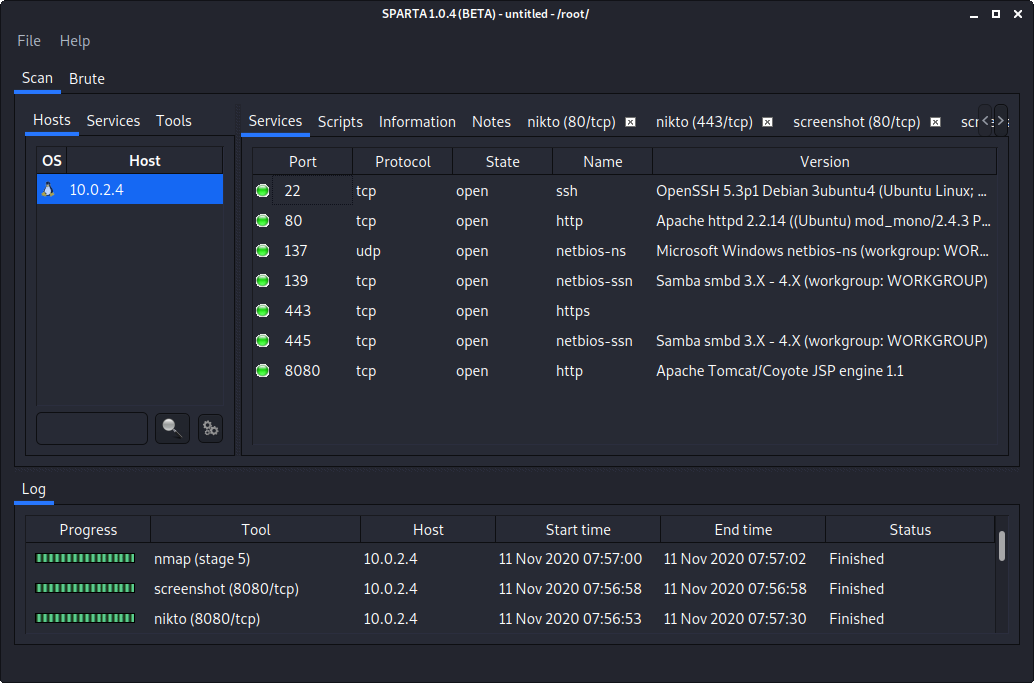 SPARTA 1.0.4 (BETA) - untitled - /root/
File Help
Scan Brute
Hosts Services Tools
OS Host
10.0.2.4
Services Scripts Information Notes nikto (80/tcp) nikto (443/tcp) screenshot (80/tcp)
Port Protocol State Name Version
22 tcp open ssh OpenSSH 5.3p1 Debian 3ubuntu4 (Ubuntu Linux; ...
80 tcp open http Apache httpd 2.2.14 ((Ubuntu) mod_mono/2.4.3 P...
137 udp open netbios-ns Microsoft Windows netbios-ns (workgroup: WOR...
139 tcp open netbios-ssn Samba smbd 3.X - 4.X (workgroup: WORKGROUP)
443 tcp open https
445 tcp open netbios-ssn Samba smbd 3.X - 4.X (workgroup: WORKGROUP)
8080 tcp open http Apache Tomcat/Coyote JSP engine 1.1
Log
Progress Tool Host Start time End time Status
nmap (stage 5) 10.0.2.4 11 Nov 2020 07:57:00 11 Nov 2020 07:57:02 Finished
screenshot (8080/tcp) 10.0.2.4 11 Nov 2020 07:56:58 11 Nov 2020 07:56:58 Finished
nikto (8080/tcp) 10.0.2.4 11 Nov 2020 07:56:53 11 Nov 2020 07:57:30 Finished